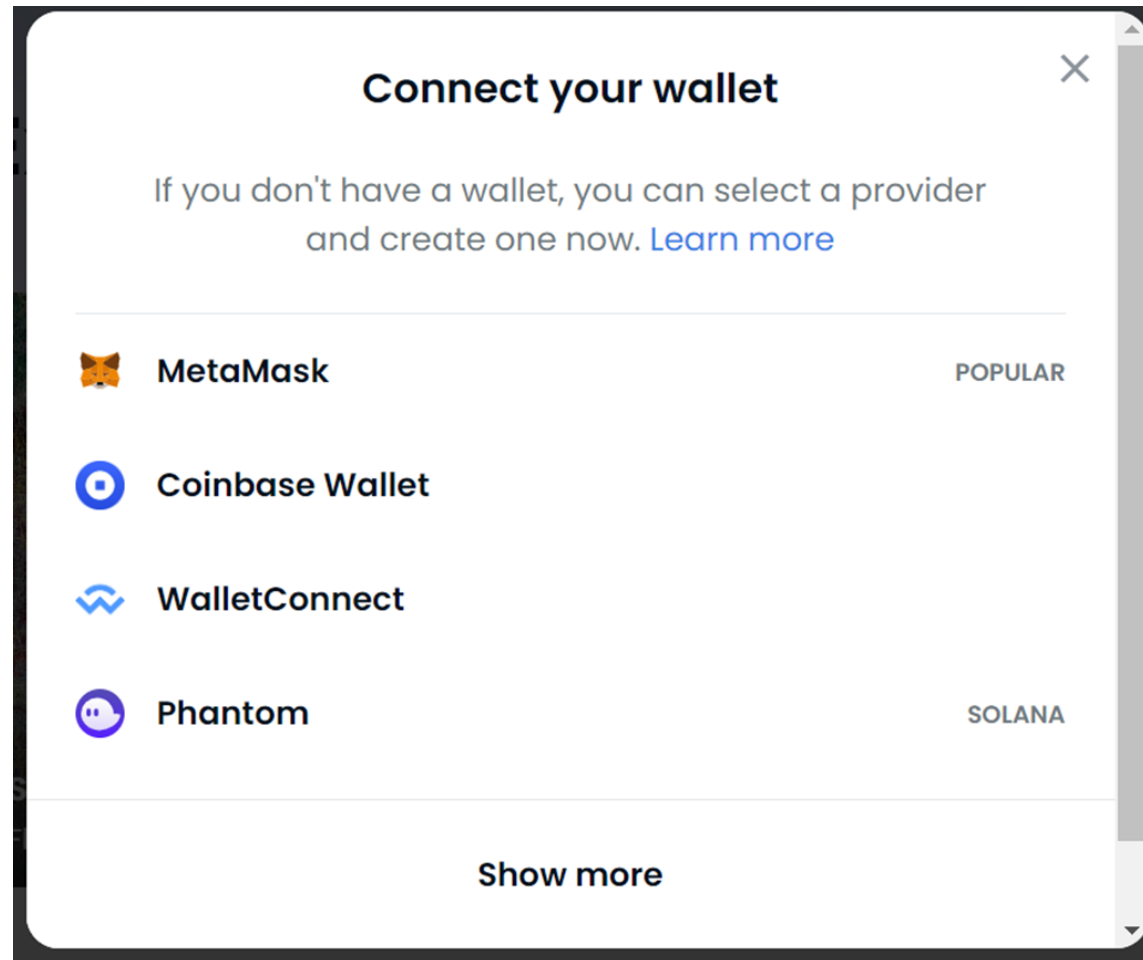 Connect your wallet
If you don't have a wallet, you can select a provider
and create one now. Learn more
MetaMask POPULAR
Coinbase Wallet
WalletConnect
Phantom SOLANA
Show more